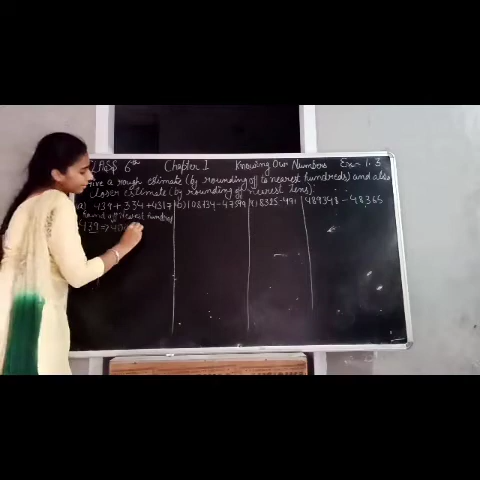 CLASS 6th Chapter 1 Knowing Our Numbers Ex- 1.3
Give a rough estimate (by rounding off to nearest hundreds) and also
closer estimate (by rounding off nearest tens):
a) 439+334+4317 b) 108734-47599 c) 8325-491 489348-48365
Round off nearest hundred
439 ⇒ 40